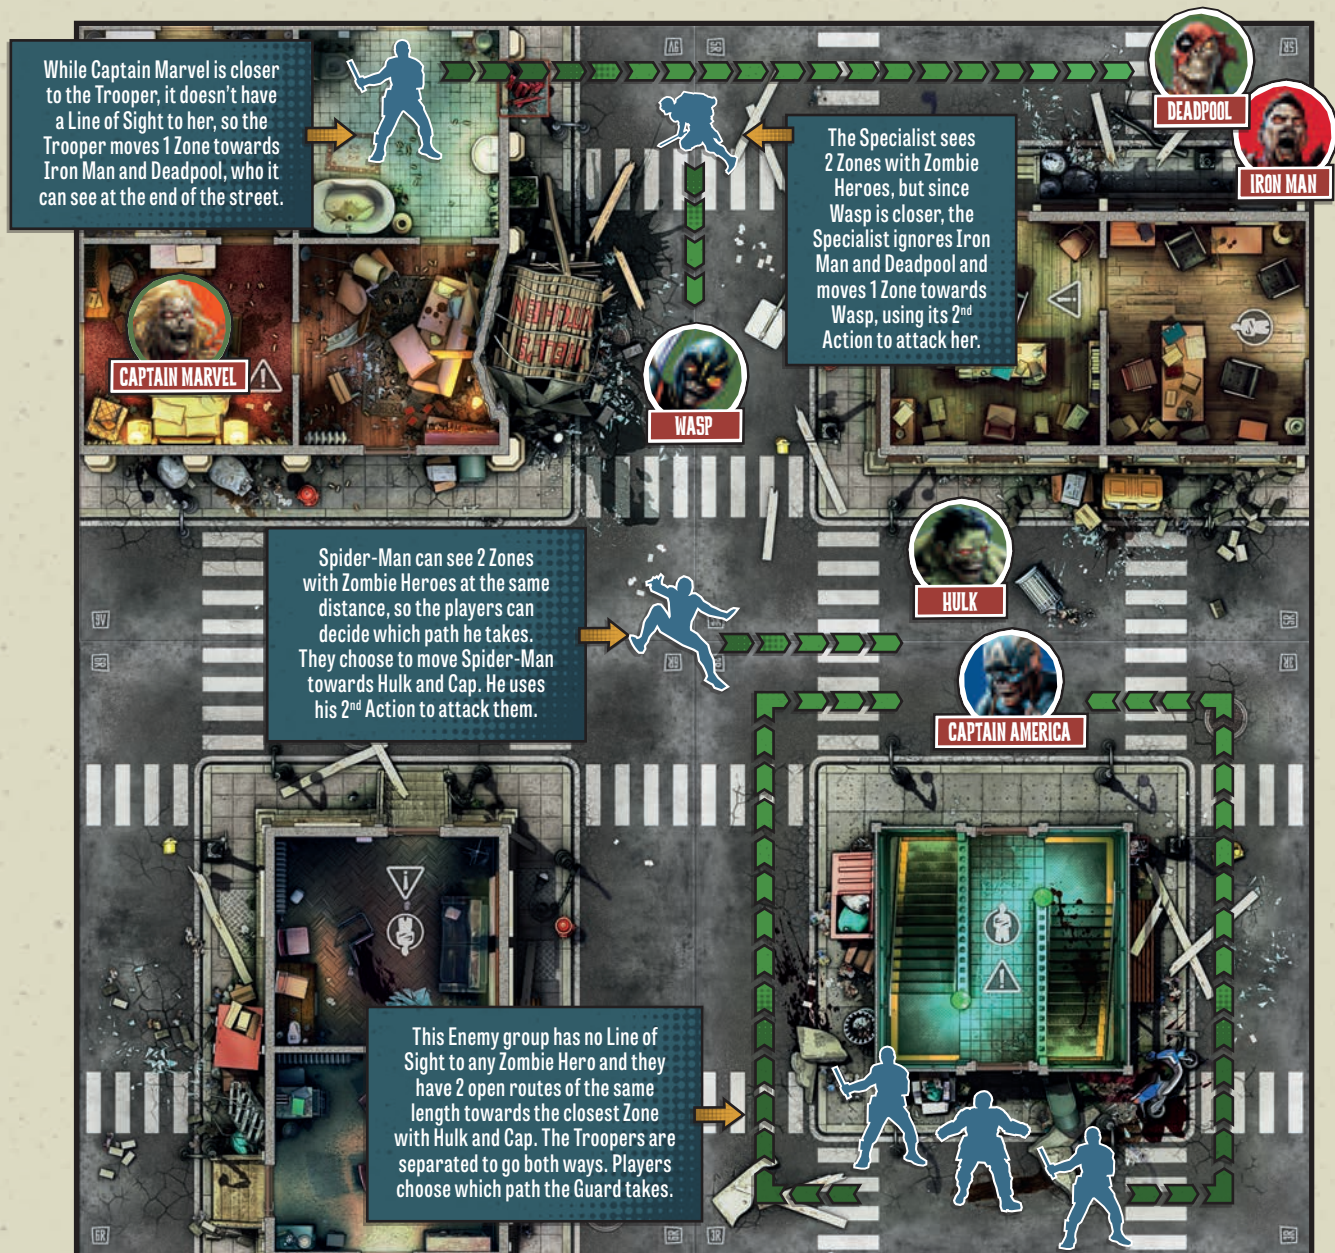 While Captain Marvel is closer
to the Trooper, it doesn't have
a Line of Sight to her, so the
Trooper moves 1 Zone towards
Iron Man and Deadpool, who it
can see at the end of the street.
DEADPOOL
IRON MAN
The Specialist sees
2 Zones with Zombie
Heroes, but since
Wasp is closer, the
Specialist ignores Iron
Man and Deadpool and
moves 1 Zone towards
Wasp, using its 2nd
Action to attack her.
CAPTAIN MARVEL
WASP
HULK
Spider-Man can see 2 Zones
with Zombie Heroes at the same
distance, so the players can
decide which path he takes.
They choose to move Spider-Man
towards Hulk and Cap. He uses
his 2nd Action to attack them.
CAPTAIN AMERICA
This Enemy group has no Line of
Sight to any Zombie Hero and they
have 2 open routes of the same
length towards the closest Zone
with Hulk and Cap. The Troopers are
separated to go both ways. Players
choose which path the Guard takes.
6R
3R